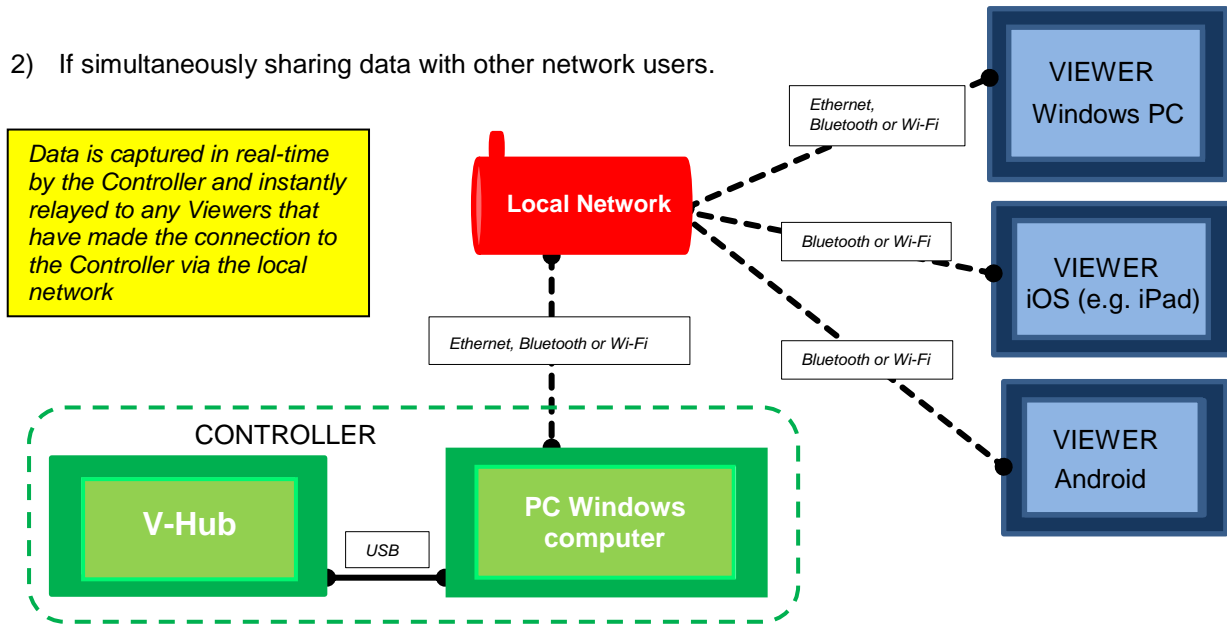 2) If simultaneously sharing data with other network users.
Data is captured in real-time
by the Controller and instantly
relayed to any Viewers that
have made the connection to
the Controller via the local
network
Local Network
Ethernet,
Bluetooth or Wi-Fi
VIEWER
Windows PC
Bluetooth or Wi-Fi
VIEWER
iOS (e.g. iPad)
Ethernet, Bluetooth or Wi-Fi
Bluetooth or Wi-Fi
VIEWER
Android
CONTROLLER
V-Hub
USB
PC Windows
computer